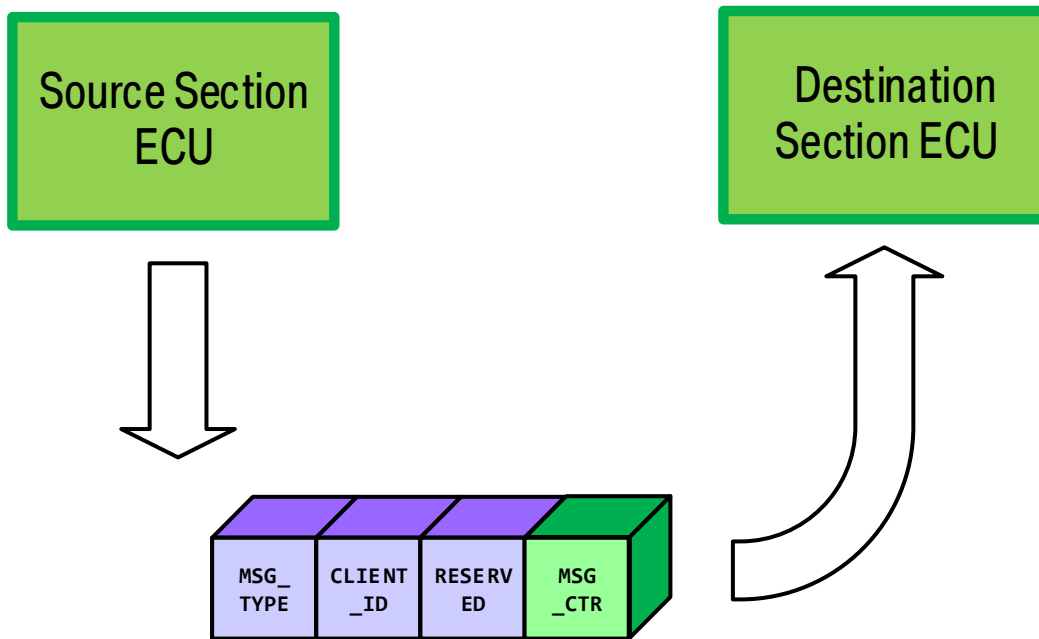 Source Section
ECU
Destination
Section ECU
MSG_
TYPE
CLIENT
_ID
RESERV
ED
MSG
_CTR